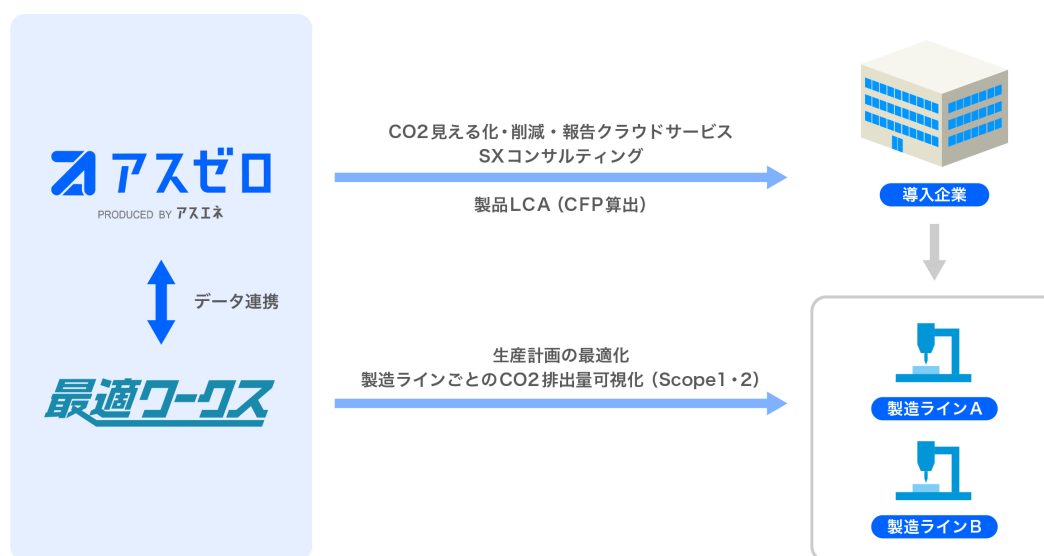 アスゼロ
PRODUCED BY アスエネ
データ連携
最適ワークス
CO2見える化・削減・報告クラウドサービス
SXコンサルティング
製品LCA（CFP算出）
生産計画の最適化
製造ラインごとのCO2排出量可視化（Scope1・2）
導入企業
製造ラインA
製造ラインB